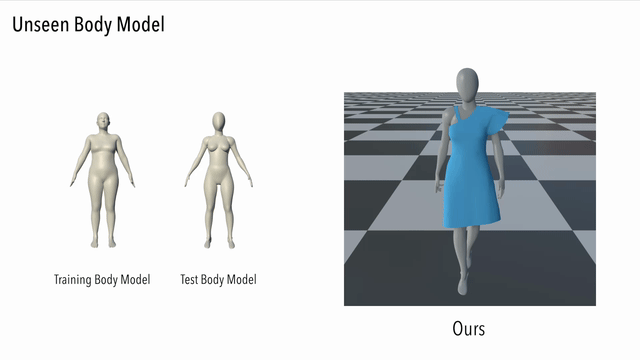 Unseen Body Model
Training Body Model
Test Body Model
Ours